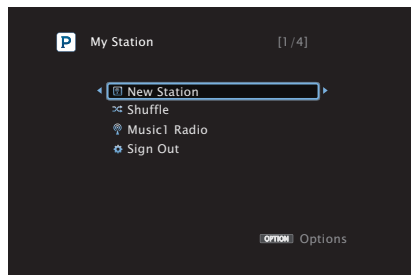 P My Station [1/4]
New Station
Shuffle
Music1 Radio
Sign Out
OPTION Options